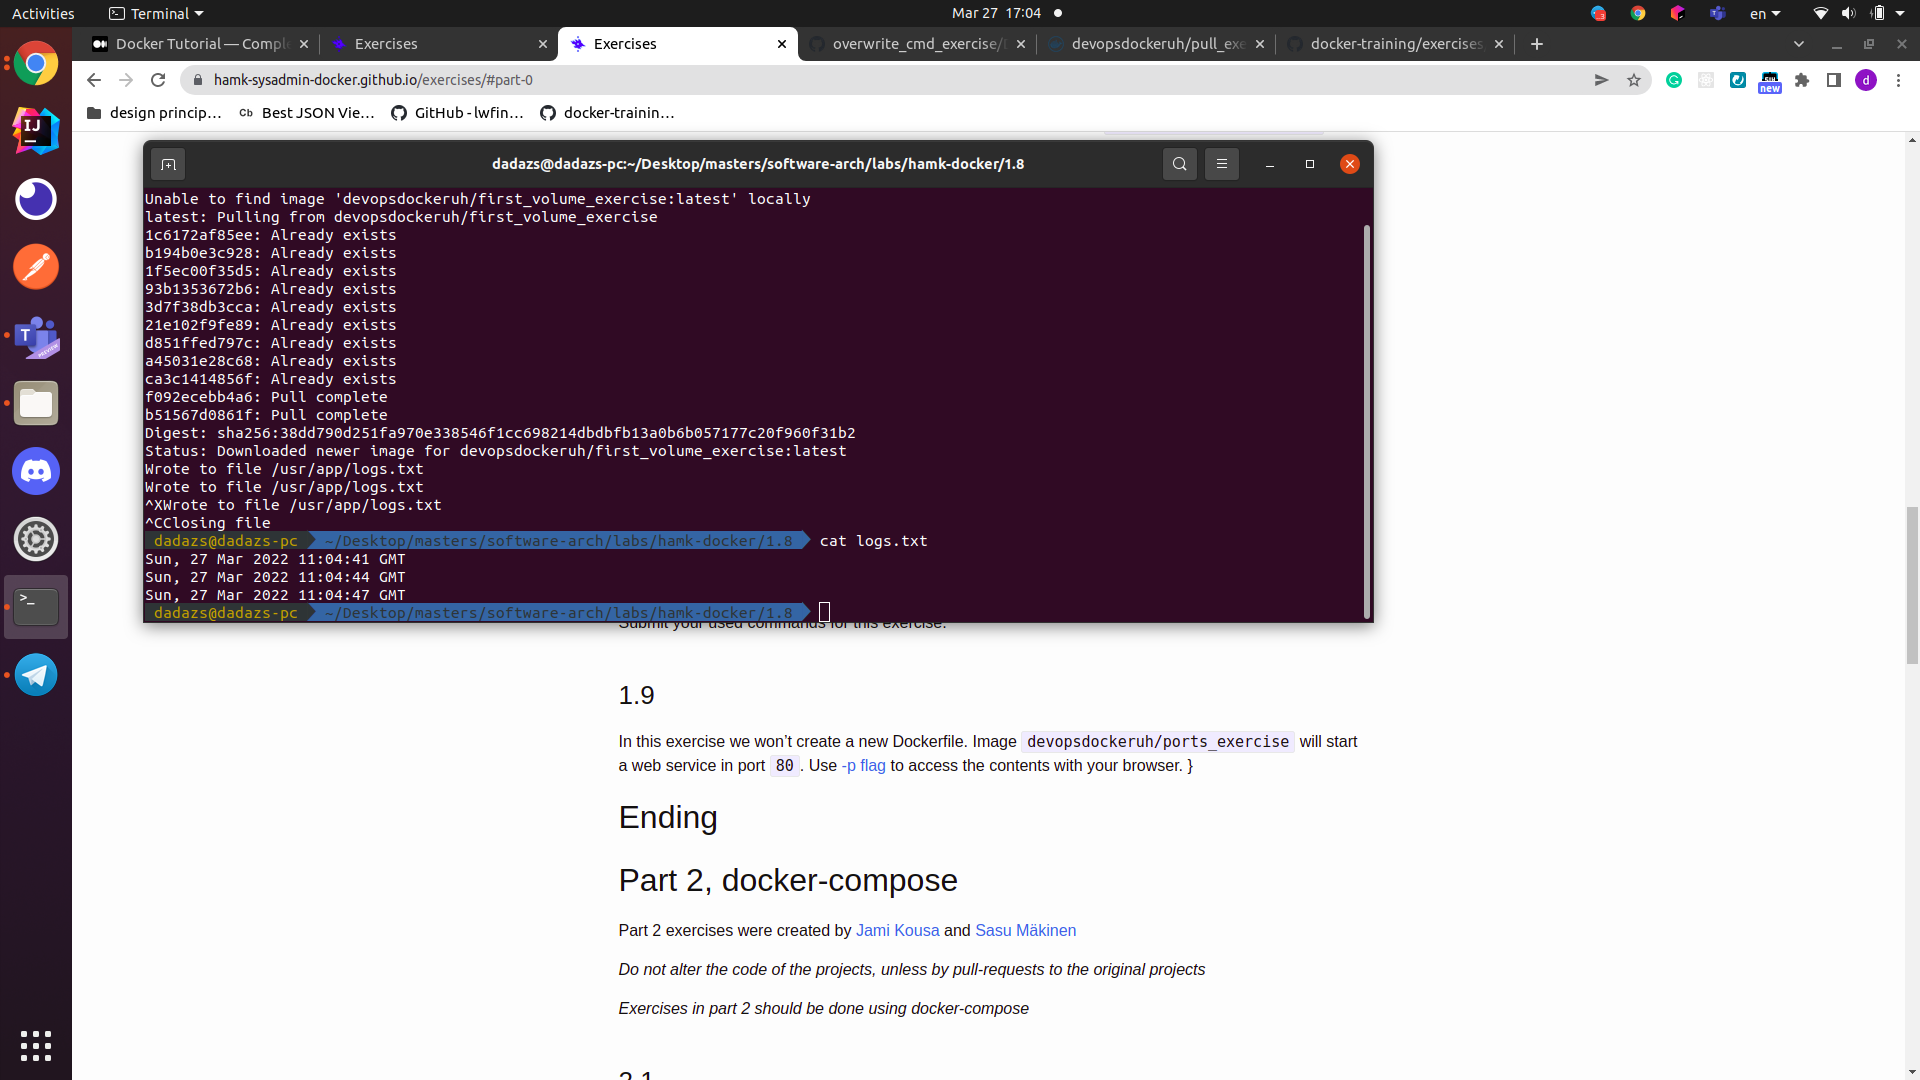 Activities
Terminal
Mar 27 17:04
en
Docker Tutorial — Comple
Exercises
Exercises
overwrite_cmd_exercise/
devopsdockeruh/pull_exe
docker-training/exercises
hamk-sysadmin-docker.github.io/exercises/#part-0
new
d
design princip…
Cb Best JSON Vie…
GitHub - lwfin…
docker-trainin…
dadazs@dadazs-pc:~/Desktop/masters/software-arch/labs/hamk-docker/1.8
Unable to find image 'devopsdockeruh/first_volume_exercise:latest' locally
latest: Pulling from devopsdockeruh/first_volume_exercise
1c6172af85ee: Already exists
b194b0e3c928: Already exists
1f5ec00f35d5: Already exists
93b1353672b6: Already exists
3d7f38db3cca: Already exists
21e102f9fe89: Already exists
d851ffed797c: Already exists
a45031e28c68: Already exists
ca3c1414856f: Already exists
f092ecebb4a6: Pull complete
b51567d0861f: Pull complete
Digest: sha256:38dd790d251fa970e338546f1cc698214dbdbfb13a0b6b057177c20f960f31b2
Status: Downloaded newer image for devopsdockeruh/first_volume_exercise:latest
Wrote to file /usr/app/logs.txt
Wrote to file /usr/app/logs.txt
^XWrote to file /usr/app/logs.txt
^CClosing file
dadazs@dadazs-pc ~/Desktop/masters/software-arch/labs/hamk-docker/1.8 cat logs.txt
Sun, 27 Mar 2022 11:04:41 GMT
Sun, 27 Mar 2022 11:04:44 GMT
Sun, 27 Mar 2022 11:04:47 GMT
dadazs@dadazs-pc ~/Desktop/masters/software-arch/labs/hamk-docker/1.8
Submit your used commands for this exercise.
1.9
In this exercise we won’t create a new Dockerfile. Image devopsdockeruh/ports_exercise will start
a web service in port 80 . Use -p flag to access the contents with your browser. }
Ending
Part 2, docker-compose
Part 2 exercises were created by Jami Kousa and Sasu Mäkinen
Do not alter the code of the projects, unless by pull-requests to the original projects
Exercises in part 2 should be done using docker-compose
2.1